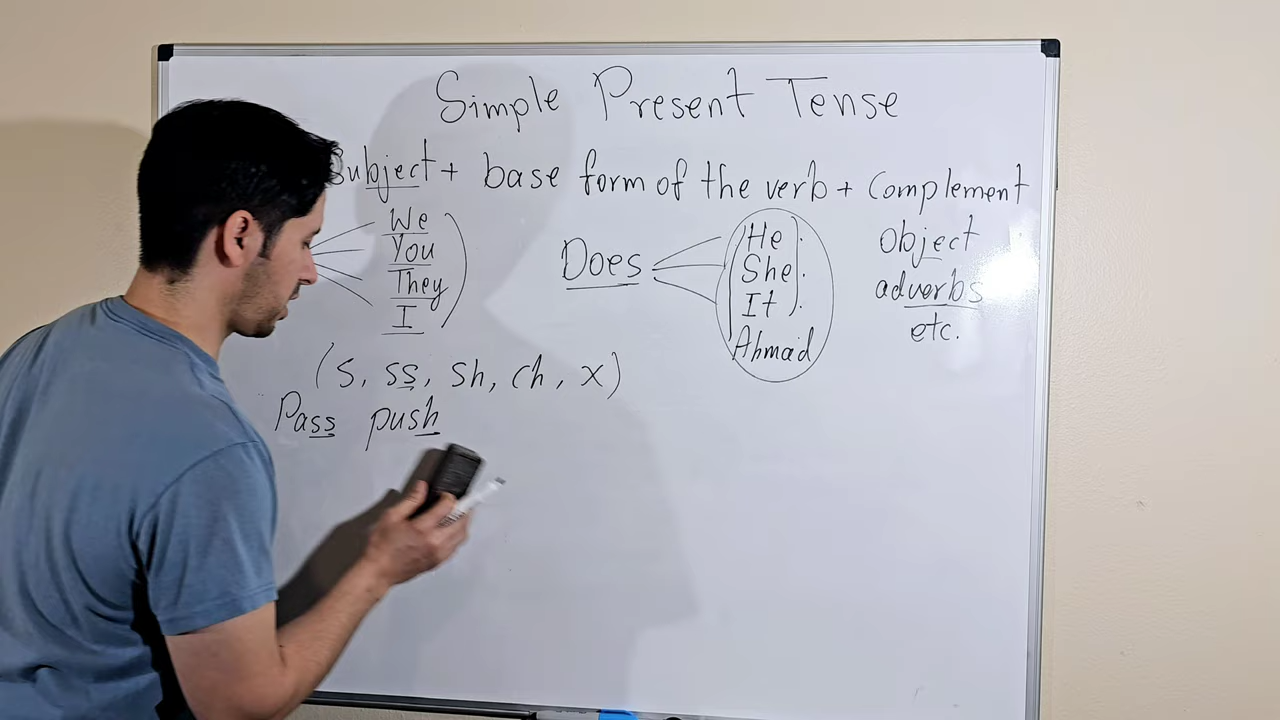 Simple Present Tense
Subject + base form of the verb + Complement
We
You
They
I
Does
He
She
It
Ahmad
object
adverbs
etc.
(s, ss, sh, ch, x)
Pass push